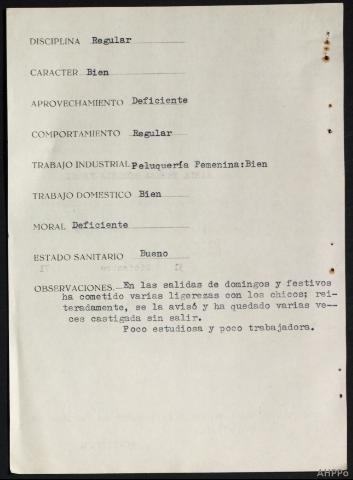 DISCIPLINA Regular
CARACTER Bien
APROVECHAMIENTO Deficiente
COMPORTAMIENTO Regular
TRABAJO INDUSTRIAL Peluquería Femenina:Bien
TRABAJO DOMESTICO Bien
MORAL Deficiente
ESTADO SANITARIO Bueno
OBSERVACIONES. En las salidas de domingos y festivos
ha cometido varias ligerezas con los chicos; rei-
teradamente, se la avisó y ha quedado varias ve--
ces castigada sin salir.
Poco estudiosa y poco trabajadora.
AHPPo